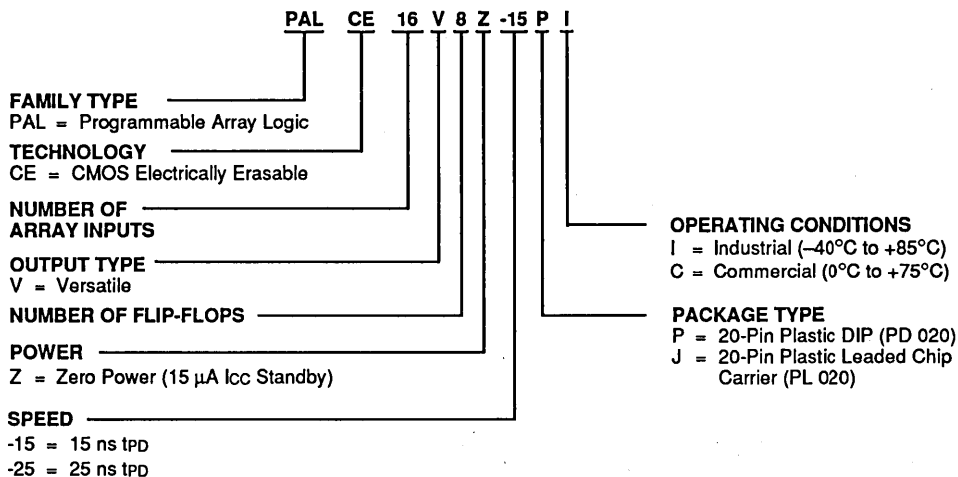 PAL CE 16 V 8 Z -15 P I
FAMILY TYPE
PAL = Programmable Array Logic
TECHNOLOGY
CE = CMOS Electrically Erasable
NUMBER OF
ARRAY INPUTS
OUTPUT TYPE
V = Versatile
NUMBER OF FLIP-FLOPS
POWER
Z = Zero Power (15 µA ICC Standby)
SPEED
-15 = 15 ns tPD
-25 = 25 ns tPD
OPERATING CONDITIONS
I = Industrial (–40°C to +85°C)
C = Commercial (0°C to +75°C)
PACKAGE TYPE
P = 20-Pin Plastic DIP (PD 020)
J = 20-Pin Plastic Leaded Chip
Carrier (PL 020)